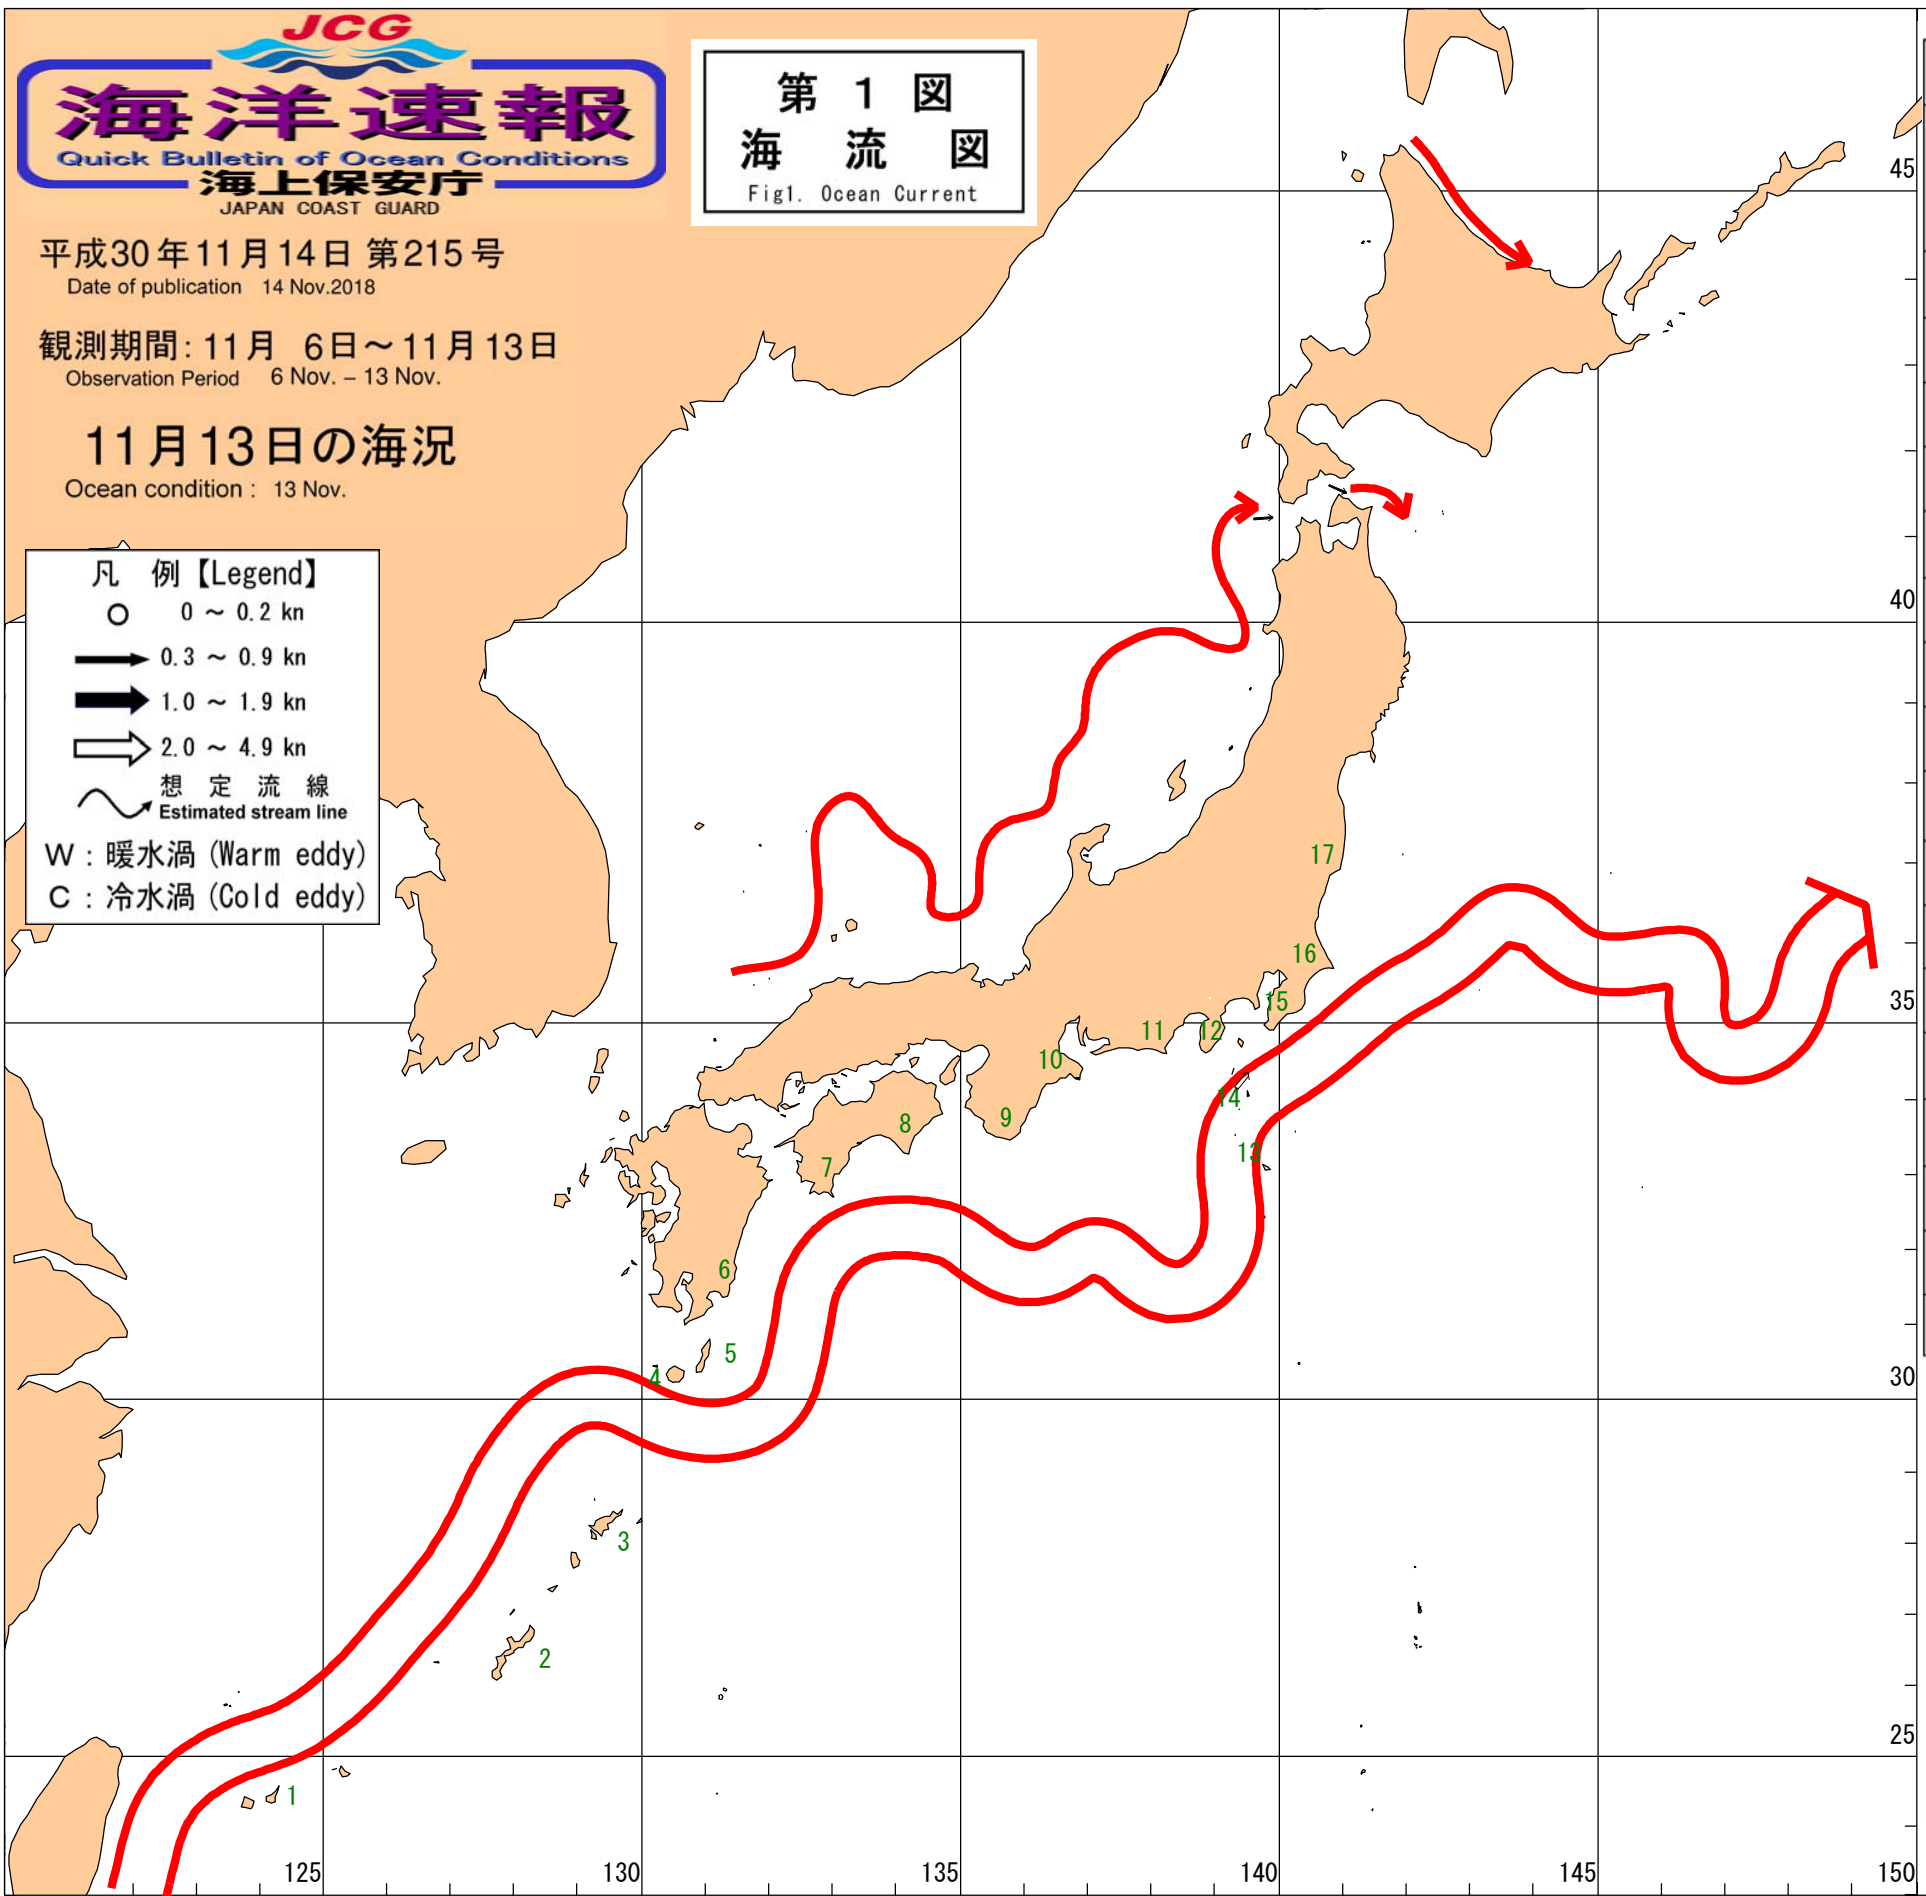 JCG
海洋速報
Quick Bulletin of Ocean Conditions
海上保安庁
JAPAN COAST GUARD
平成30年11月14日 第215号
Date of publication 14 Nov.2018
観測期間: 11月 6日～11月13日
Observation Period 6 Nov. – 13 Nov.
11月13日の海況
Ocean condition : 13 Nov.
第 1 図
海 流 図
Fig1. Ocean Current
凡 例【Legend】
0 ～ 0.2 kn
0.3 ～ 0.9 kn
1.0 ～ 1.9 kn
2.0 ～ 4.9 kn
想 定 流 線
Estimated stream line
W : 暖水渦 (Warm eddy)
C : 冷水渦 (Cold eddy)
45
40
35
30
25
17
16
15
14
13
12
11
10
9
8
7
6
5
4
3
2
1
125
130
135
140
145
150